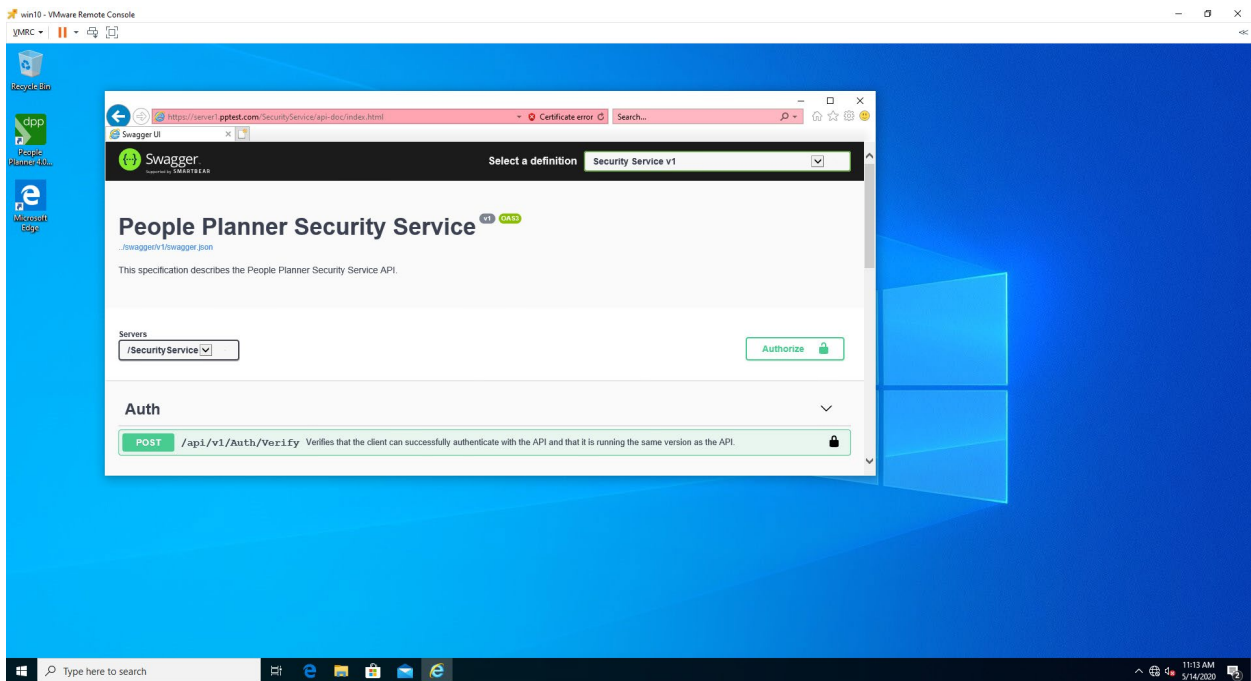 win10 - VMware Remote Console
VMRC
Recycle Bin
dpp
People
Planner 4.0...
Microsoft
Edge
https://server1.pptest.com/SecurityService/api-doc/index.html
Certificate error
Search...
Swagger UI
Swagger.
Supported by SMARTBEAR
Select a definition
Security Service v1
People Planner Security Service v1 OAS3
../swagger/v1/swagger.json
This specification describes the People Planner Security Service API.
Servers
/SecurityService
Authorize
Auth
POST /api/v1/Auth/Verify Verifies that the client can successfully authenticate with the API and that it is running the same version as the API.
Type here to search
11:13 AM
5/14/2020
2